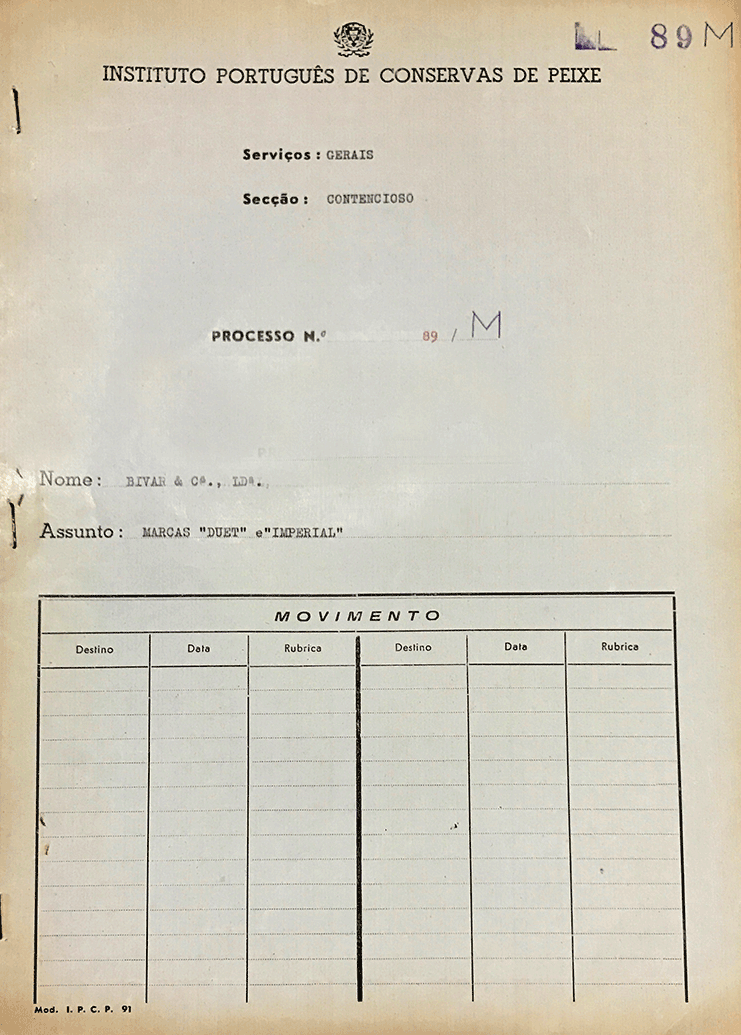 89 M
INSTITUTO PORTUGUÊS DE CONSERVAS DE PEIXE
Serviços : GERAIS
Secção : CONTENCIOSO
PROCESSO N.º 89 / M
Nome : BIVAR & Cª., LDª.,
Assunto : MARCAS "DUET" e"IMPERIAL"
MOVIMENTO
Destino Data Rubrica Destino Data Rubrica
Mod. I. P. C. P. 91